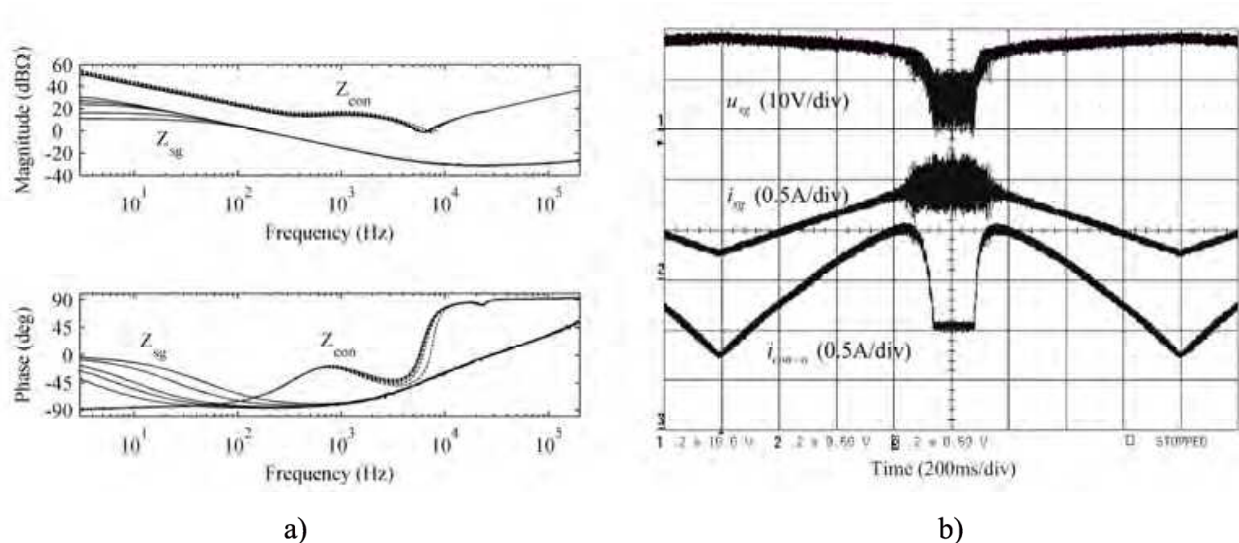 Magnitude (dBΩ)
60
40
20
0
-20
-40
Z_con
Z_sg
10^1 10^2 10^3 10^4 10^5
Frequency (Hz)
Phase (deg)
90
45
0
-45
-90
Z_sg Z_con
10^1 10^2 10^3 10^4 10^5
Frequency (Hz)
a)
1
u_sg (10V/div)
i_sg (0.5A/div)
2
(0.5A/div)
3
STOPPED
Time (200ms/div)
b)